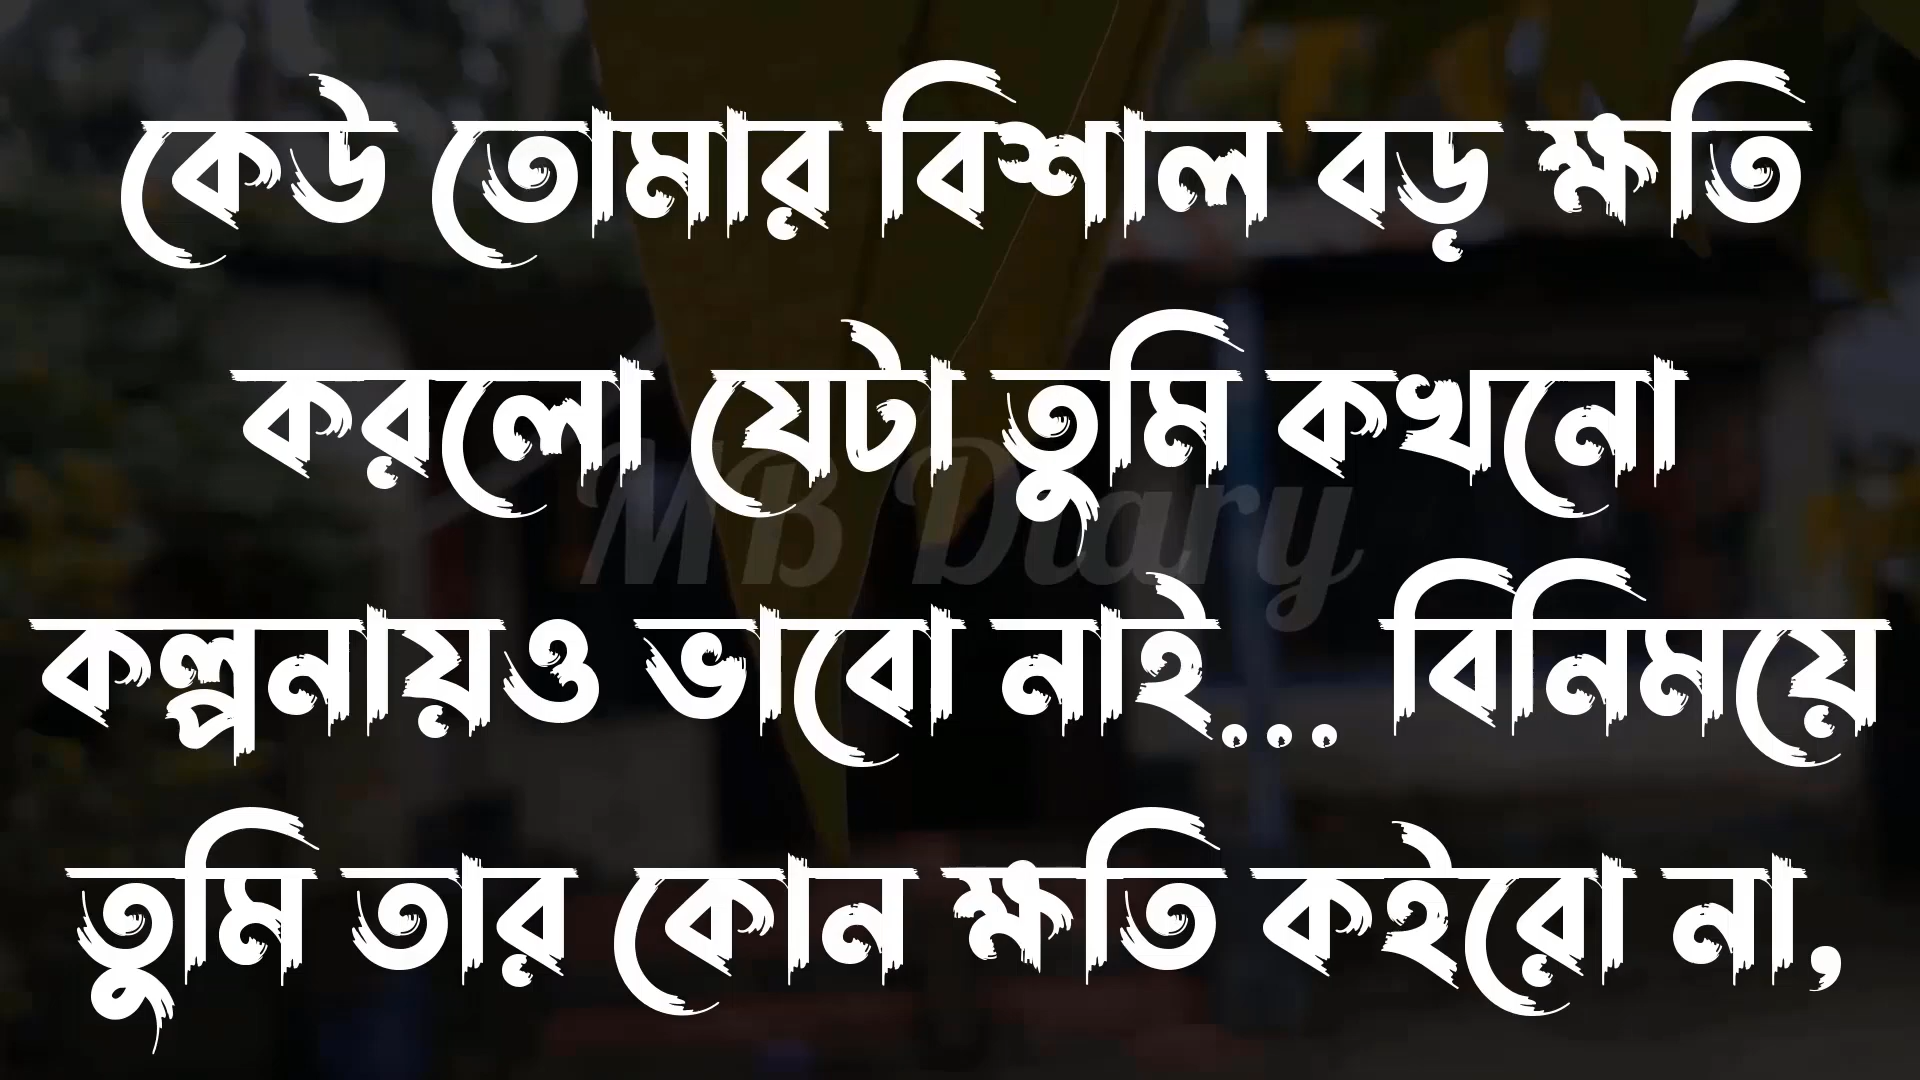 কেউ তোমার বিশাল বড় ক্ষতি
করলো যেটা তুমি কখনো
MB Diary
কল্পনায়ও ভাবো নাই... বিনিময়ে
তুমি তার কোন ক্ষতি কইরো না,